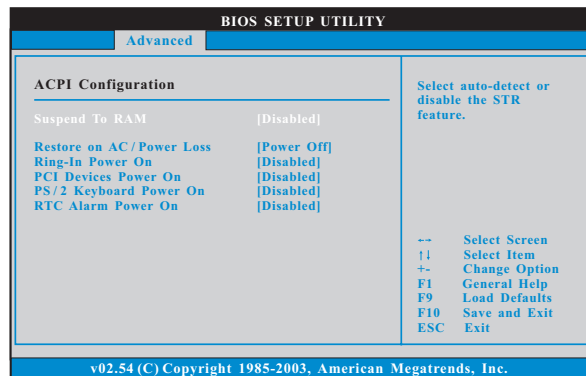 BIOS SETUP UTILITY
Advanced
ACPI Configuration
Suspend To RAM [Disabled]
Restore on AC / Power Loss [Power Off]
Ring-In Power On [Disabled]
PCI Devices Power On [Disabled]
PS / 2 Keyboard Power On [Disabled]
RTC Alarm Power On [Disabled]
Select auto-detect or
disable the STR
feature.
←→ Select Screen
↑↓ Select Item
+- Change Option
F1 General Help
F9 Load Defaults
F10 Save and Exit
ESC Exit
v02.54 (C) Copyright 1985-2003, American Megatrends, Inc.